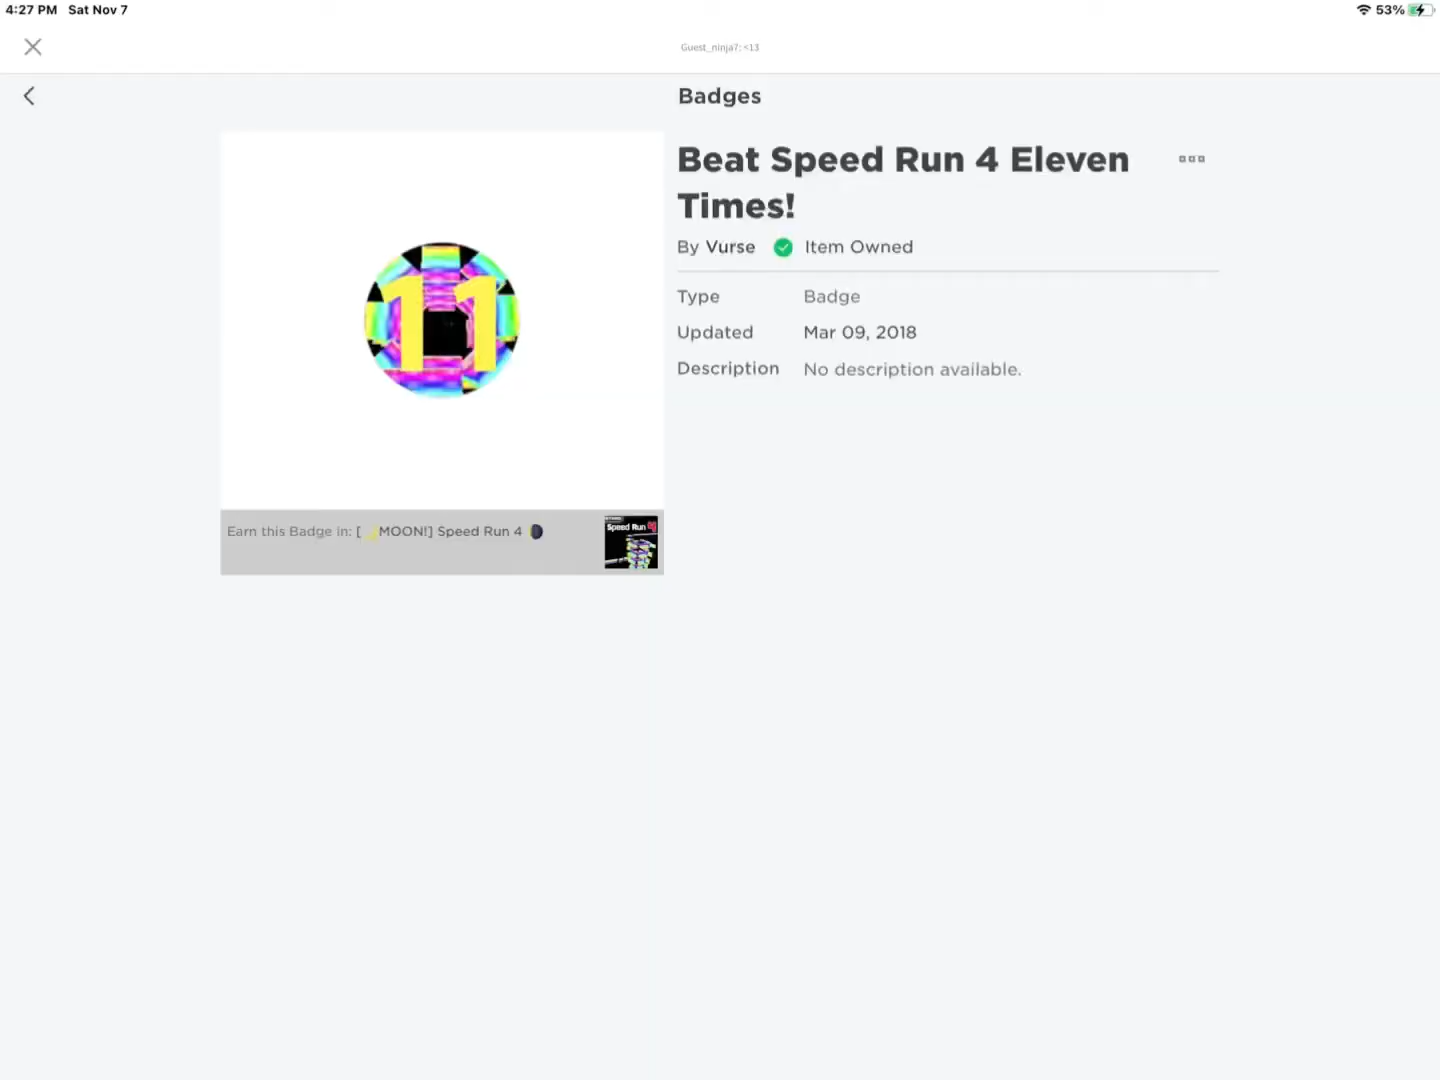 4:27 PM Sat Nov 7
53%
Guest_ninja7: <13
Badges
Beat Speed Run 4 Eleven
Times!
By Vurse Item Owned
Type Badge
Updated Mar 09, 2018
Description No description available.
11
Earn this Badge in: [🌙MOON!] Speed Run 4 🌒
Speed Run 4